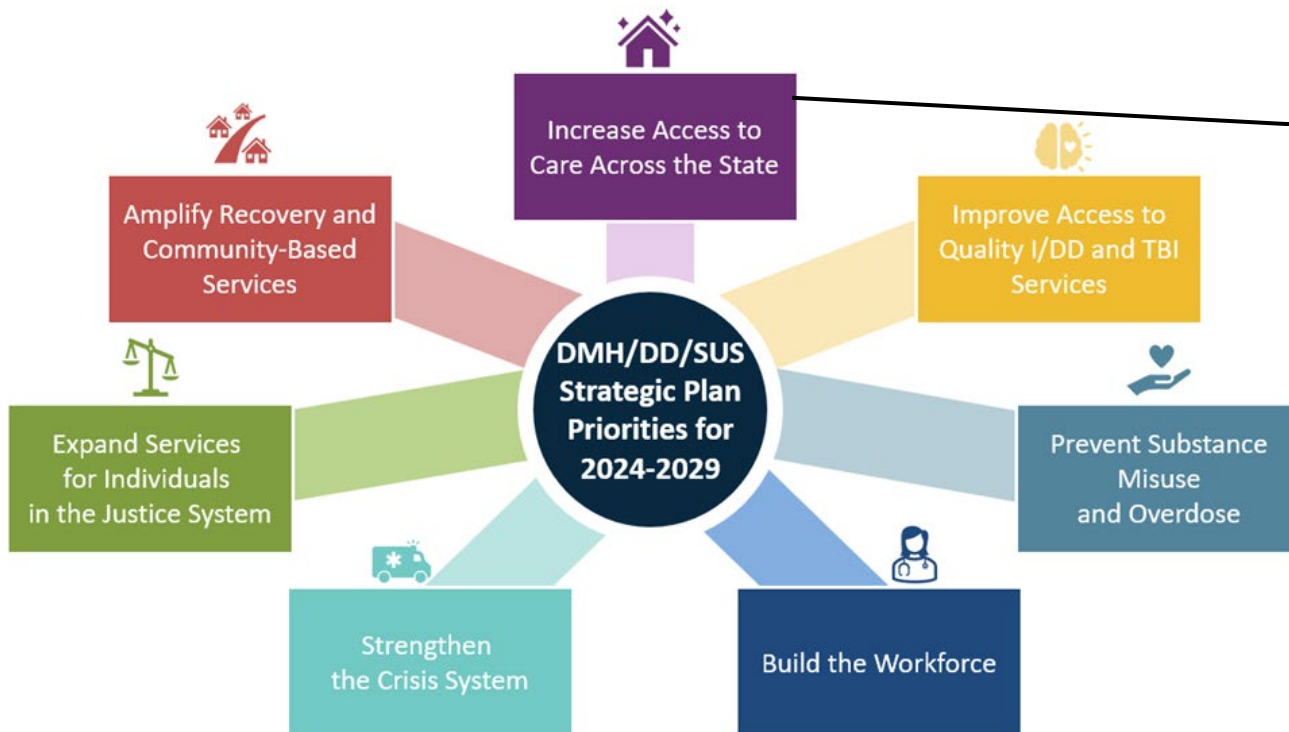 Increase Access to
Care Across the State
Amplify Recovery and
Community-Based
Services
Improve Access to
Quality I/DD and TBI
Services
DMH/DD/SUS
Strategic Plan
Priorities for
2024-2029
Expand Services
for Individuals
in the Justice System
Prevent Substance
Misuse
and Overdose
Strengthen
the Crisis System
Build the Workforce